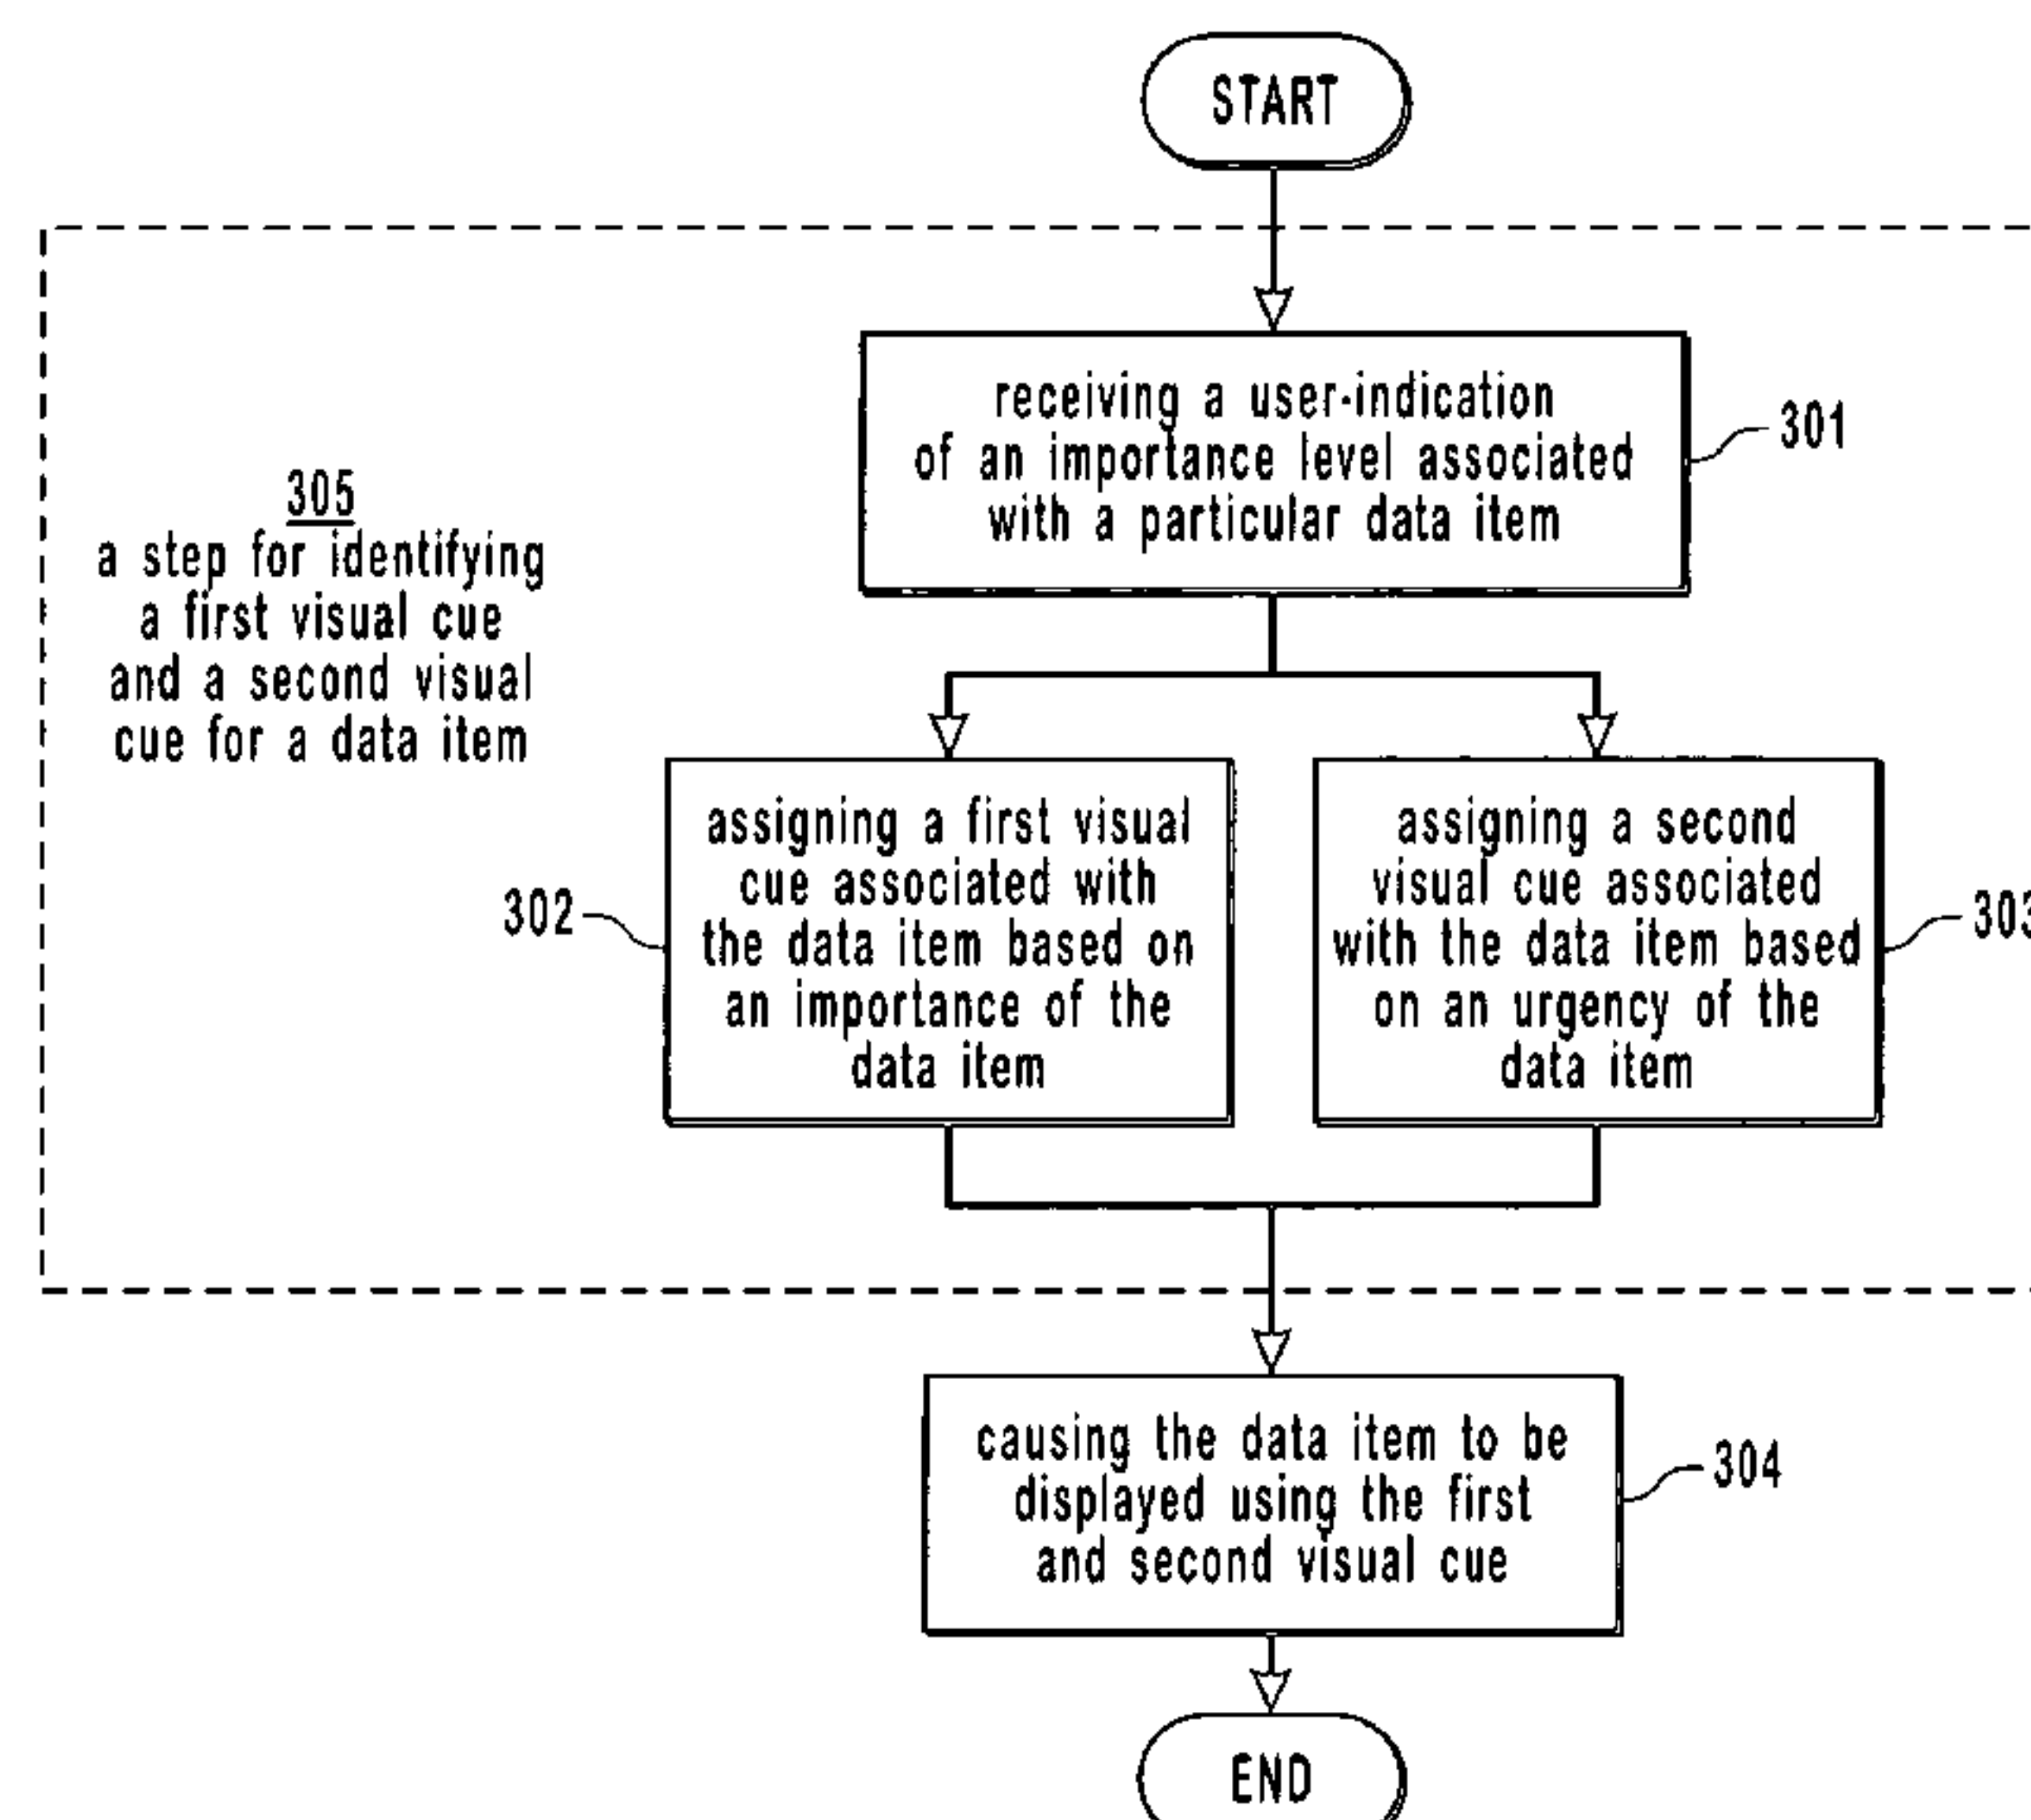 START
receiving a user-indication
of an importance level associated
with a particular data item
301
305
a step for identifying
a first visual cue
and a second visual
cue for a data item
assigning a first visual
cue associated with
the data item based on
an importance of the
data item
302
assigning a second
visual cue associated
with the data item based
on an urgency of the
data item
303
causing the data item to be
displayed using the first
and second visual cue
304
END